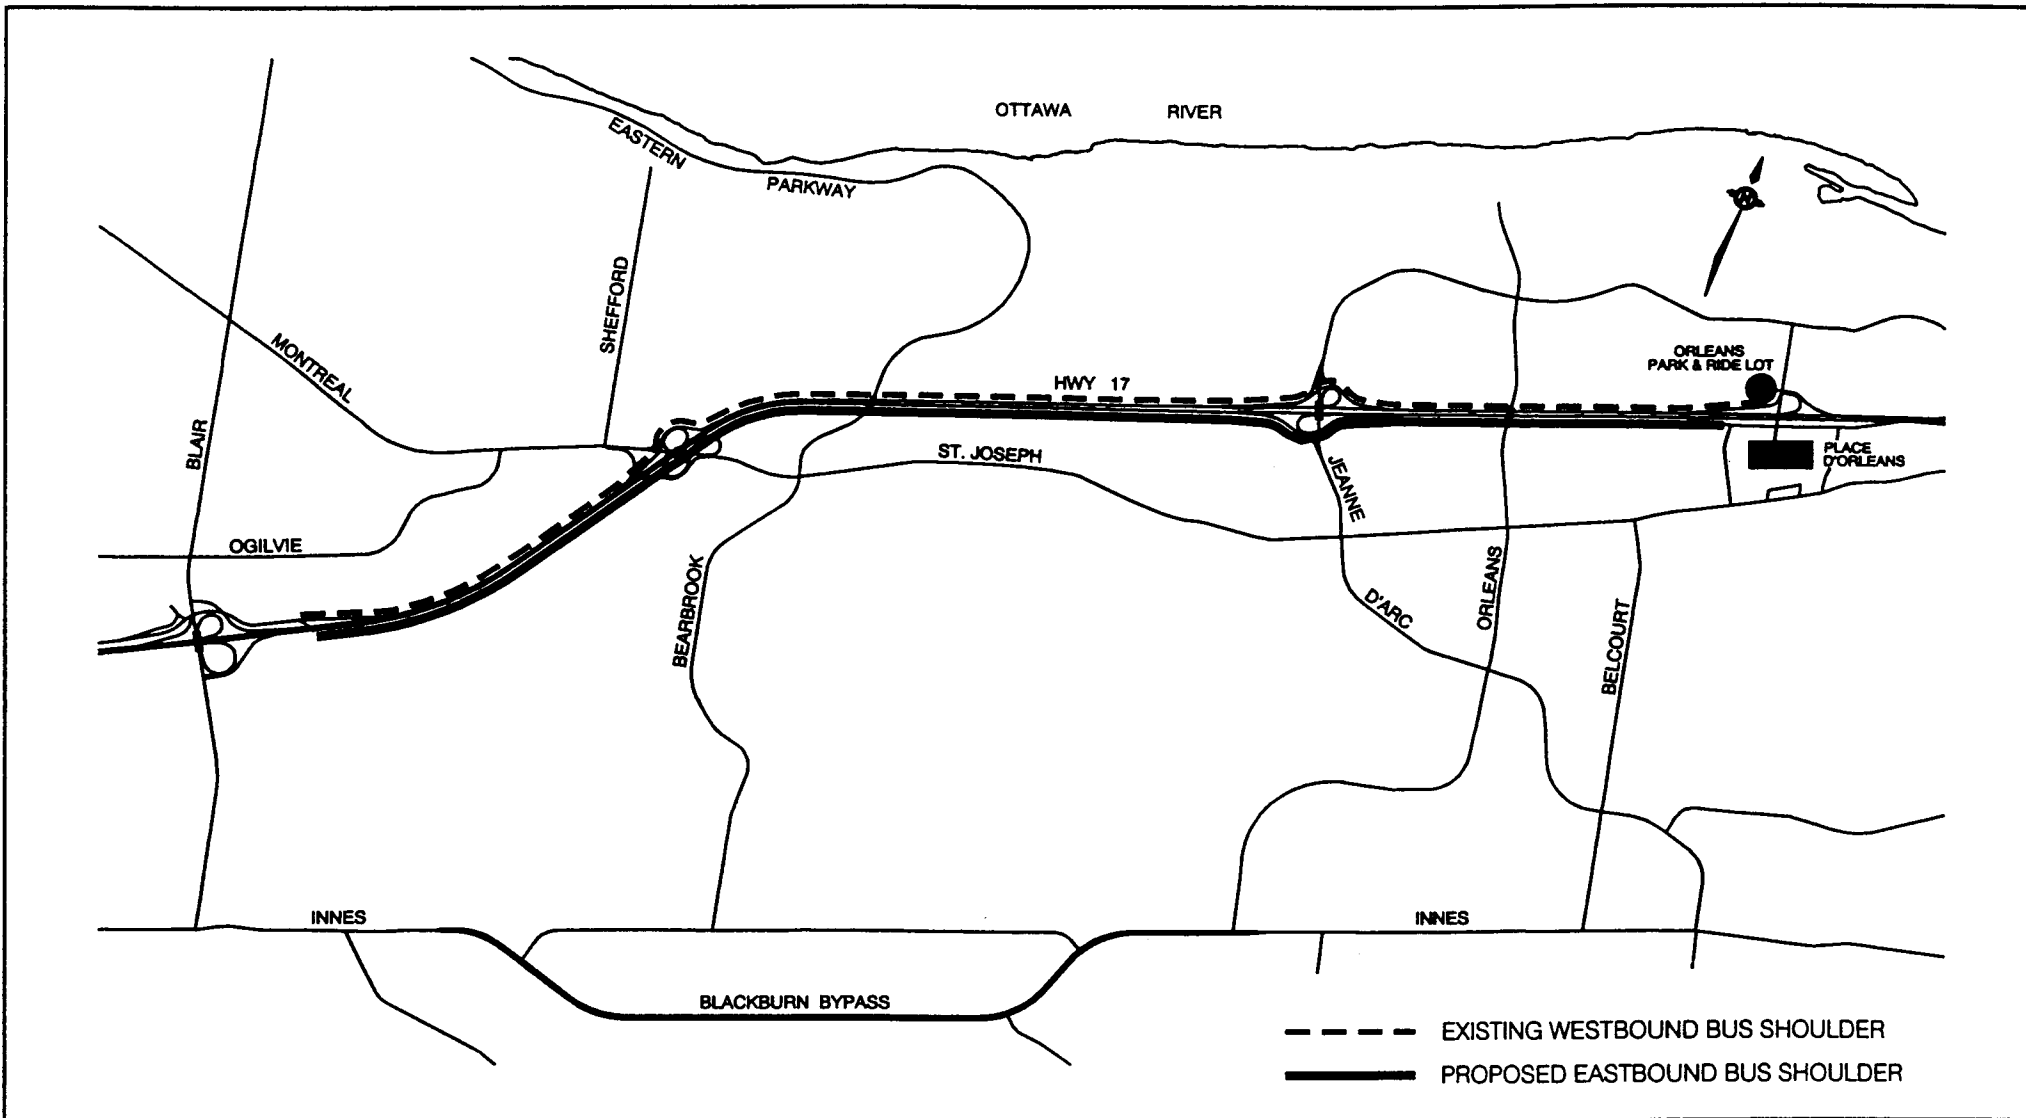 OTTAWA RIVER
EASTERN
PARKWAY
SHEFFORD
MONTREAL
BLAIR
OGILVIE
HWY 17
ST. JOSEPH
ORLEANS
PARK & RIDE LOT
N
PLACE
D'ORLEANS
JEANNE
D'ARC
ORLEANS
BELCOURT
BEARBROOK
INNES
INNES
BLACKBURN BYPASS
EXISTING WESTBOUND BUS SHOULDER
PROPOSED EASTBOUND BUS SHOULDER